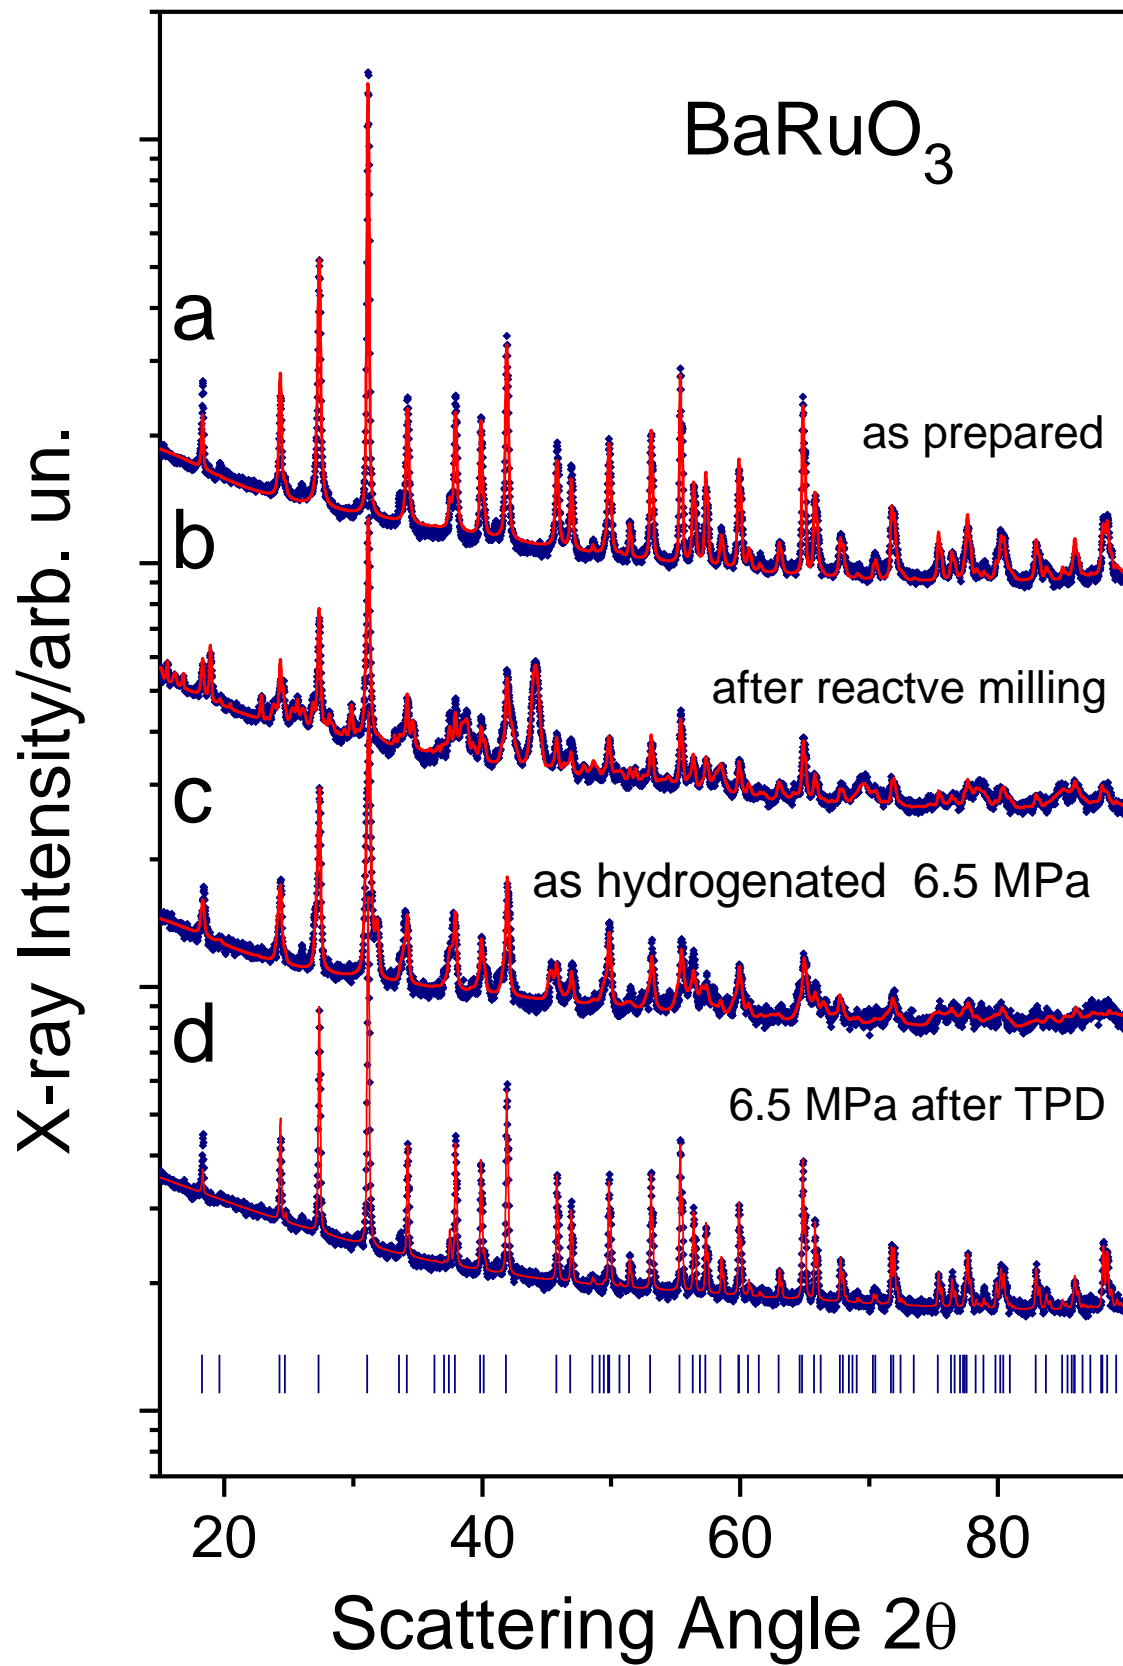 BaRuO3
a
as prepared
b
after reactve milling
c
as hydrogenated 6.5 MPa
d
6.5 MPa after TPD
X-ray Intensity/arb. un.
20 40 60 80
Scattering Angle 2θ